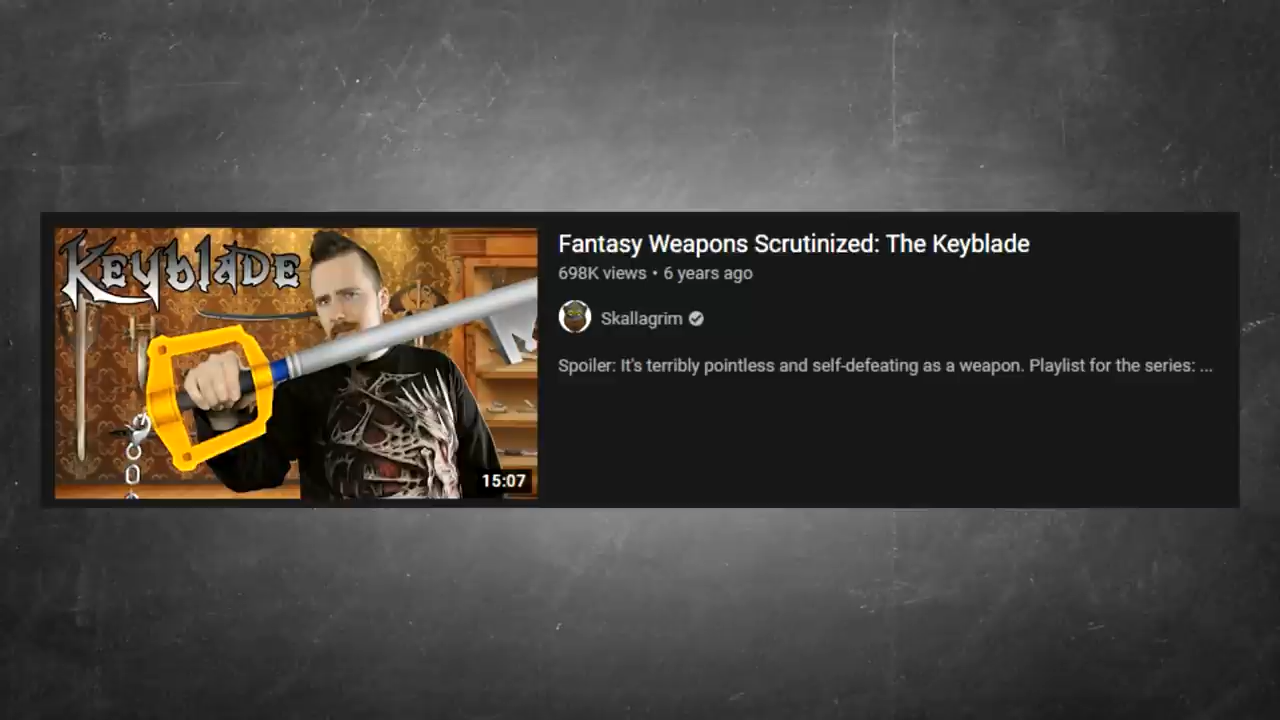 KEYBLADE
15:07
Fantasy Weapons Scrutinized: The Keyblade
698K views • 6 years ago
Skallagrim
Spoiler: It's terribly pointless and self-defeating as a weapon. Playlist for the series: ...